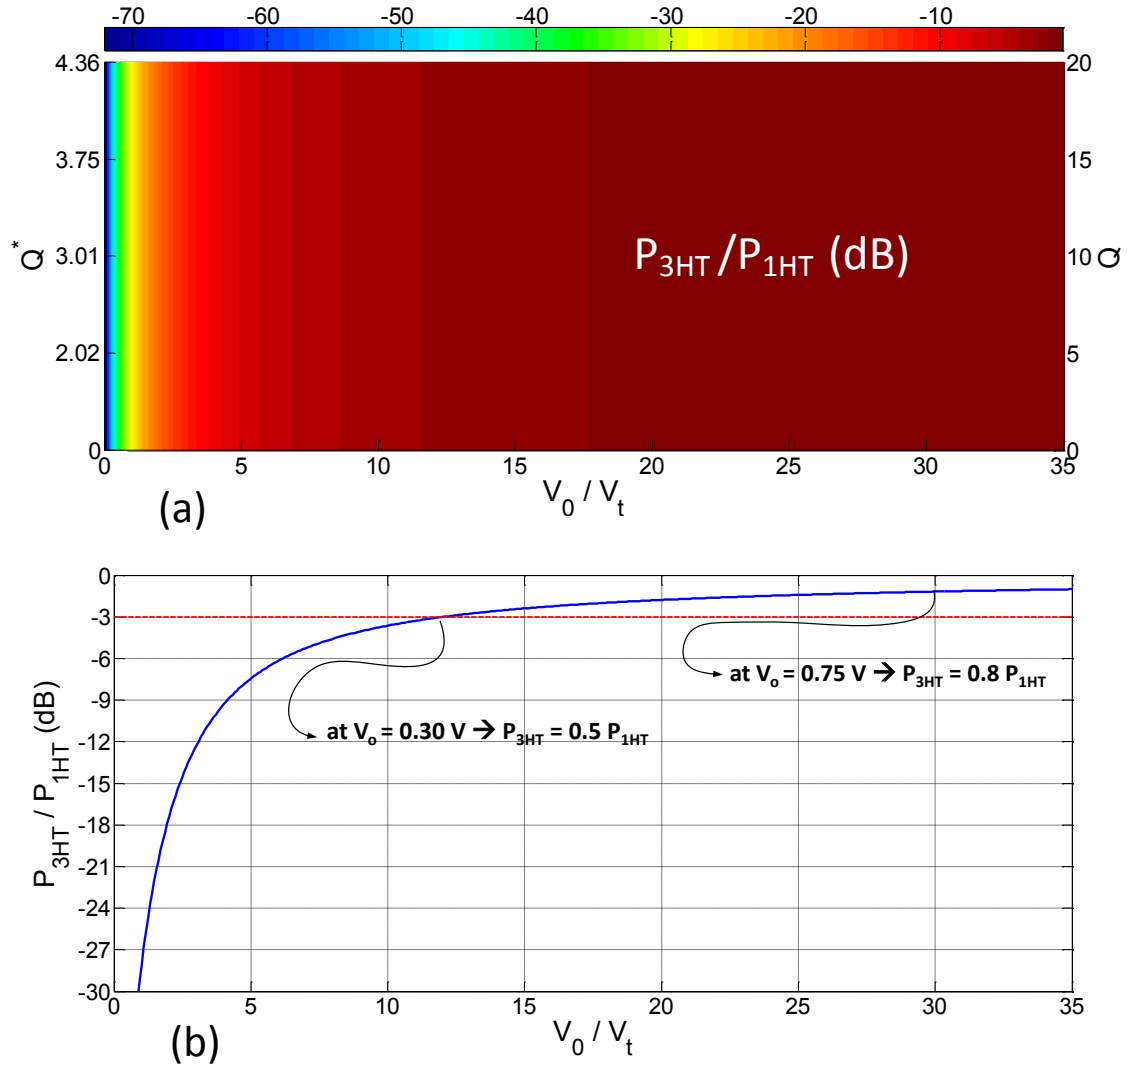 -70 -60 -50 -40 -30 -20 -10
4.36 20
3.75 15
Q* 3.01 P3HT /P1HT (dB) 10 Q
2.02 5
0 0
0 5 10 15 20 25 30 35
V0 / Vt
(a)
0
-3
-6
at Vo = 0.75 V → P3HT = 0.8 P1HT
-9
at Vo = 0.30 V → P3HT = 0.5 P1HT
-12
-15
P3HT / P1HT (dB)
-18
-21
-24
-27
-30
0 5 10 15 20 25 30 35
V0 / Vt
(b)